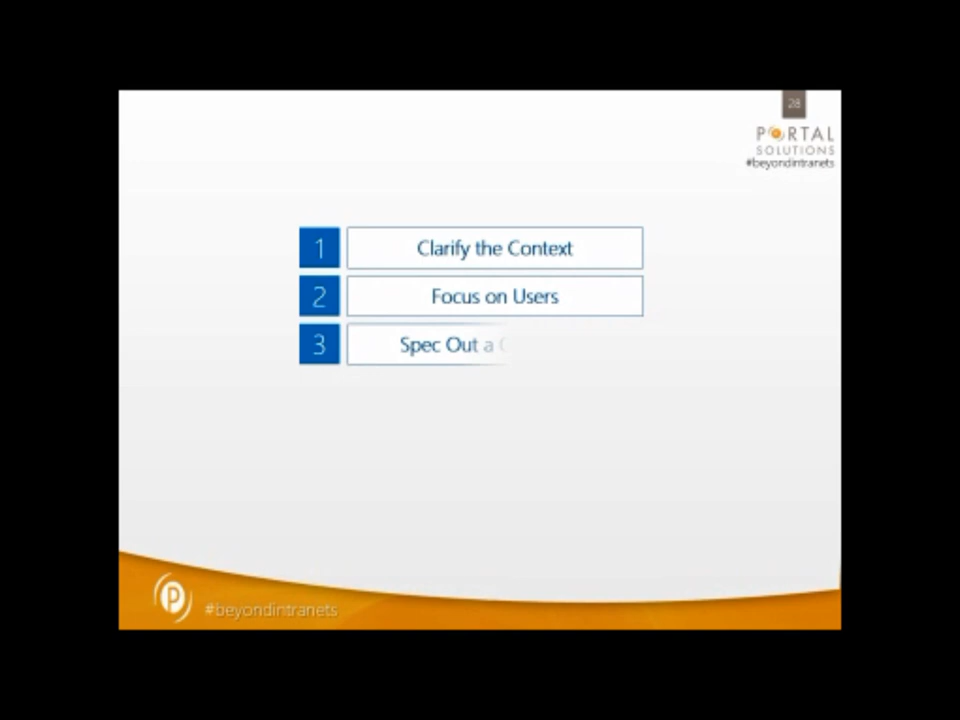 28
PORTAL
SOLUTIONS
#beyondintranets
1 Clarify the Context
2 Focus on Users
3 Spec Out a
P
#beyondintranets